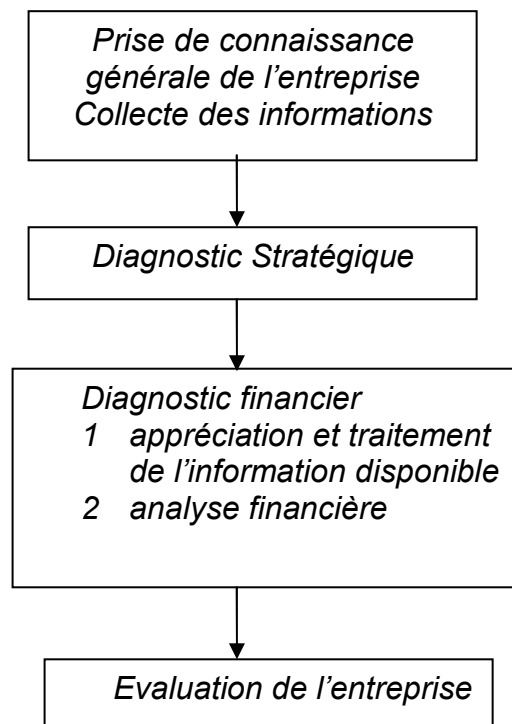 Prise de connaissance
générale de l’entreprise
Collecte des informations
Diagnostic Stratégique
Diagnostic financier
1 appréciation et traitement
de l’information disponible
2 analyse financière
Evaluation de l’entreprise